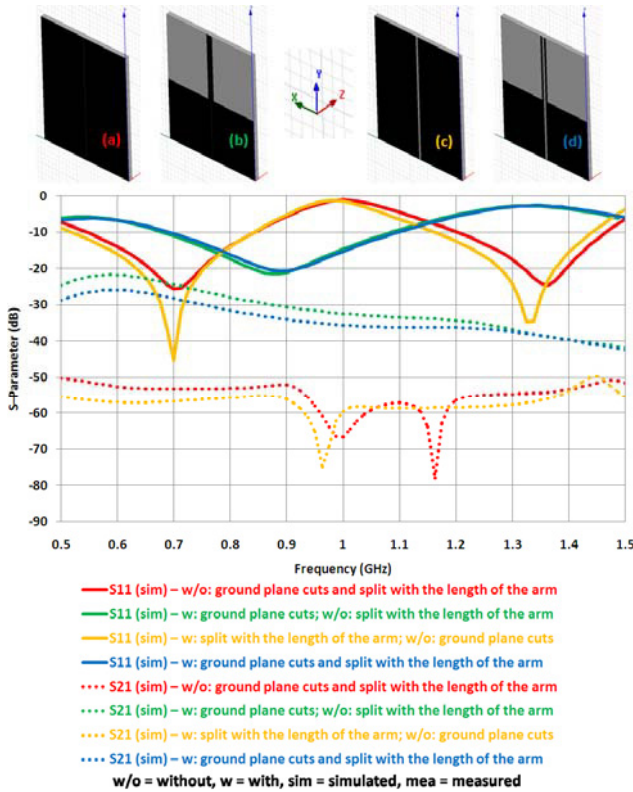 (a)
(b)
Y
X
Z
(c)
(d)
0
-10
-20
-30
-40
-50
-60
-70
-80
-90
S-Parameter (dB)
0.5 0.6 0.7 0.8 0.9 1 1.1 1.2 1.3 1.4 1.5
Frequency (GHz)
S11 (sim) – w/o: ground plane cuts and split with the length of the arm
S11 (sim) – w: ground plane cuts; w/o: split with the length of the arm
S11 (sim) – w: split with the length of the arm; w/o: ground plane cuts
S11 (sim) – w: ground plane cuts and split with the length of the arm
S21 (sim) – w/o: ground plane cuts and split with the length of the arm
S21 (sim) – w: ground plane cuts; w/o: split with the length of the arm
S21 (sim) – w: split with the length of the arm; w/o: ground plane cuts
S21 (sim) – w: ground plane cuts and split with the length of the arm
w/o = without, w = with, sim = simulated, mea = measured